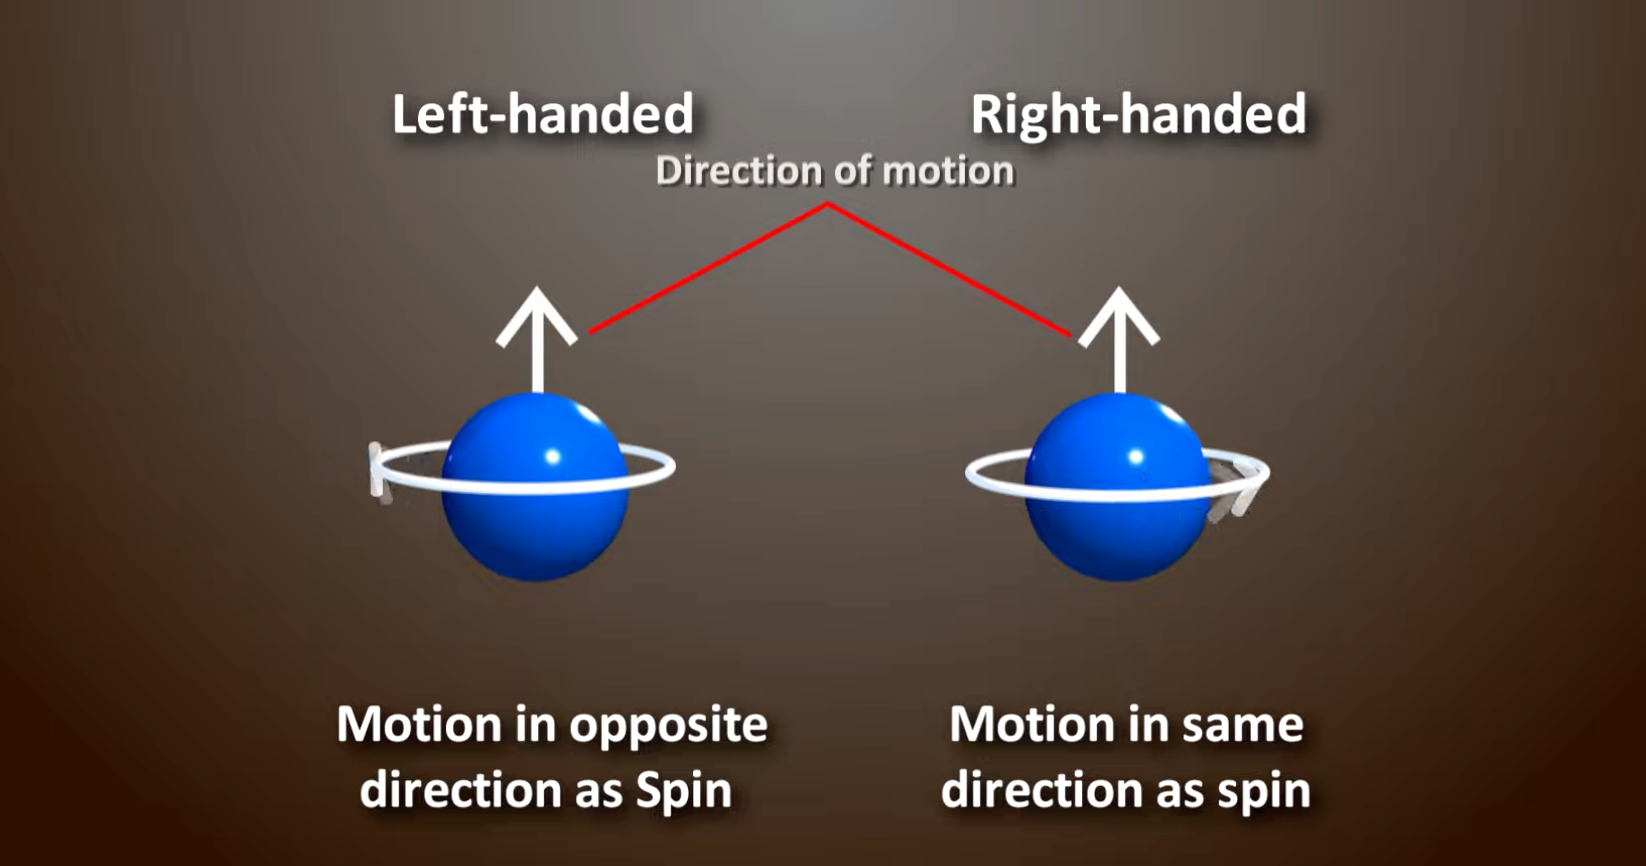 Left-handed
Right-handed
Direction of motion
Motion in opposite
direction as Spin
Motion in same
direction as spin